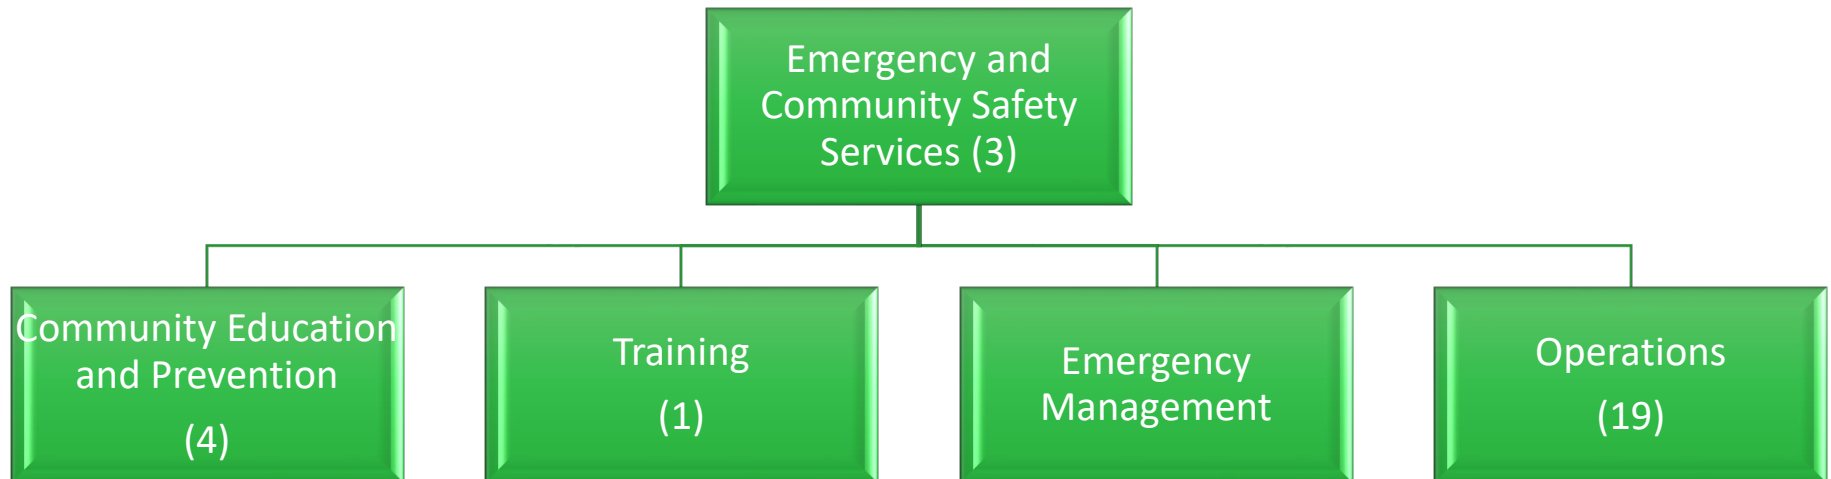 Emergency and
Community Safety
Services (3)
Community Education
and Prevention
(4)
Training
(1)
Emergency
Management
Operations
(19)